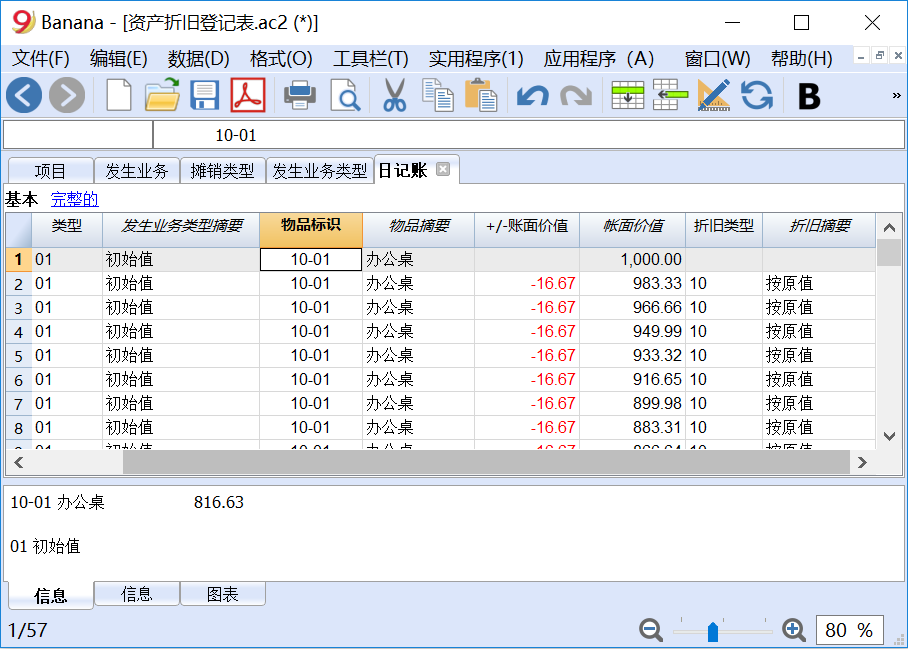 Banana - [资产折旧登记表.ac2 (*)]
文件(F) 编辑(E) 数据(D) 格式(O) 工具栏(T) 实用程序(1) 应用程序 (A) 窗口(W) 帮助(H)
B »
10-01
项目 发生业务 摊销类型 发生业务类型 日记账
基本 完整的
类型 发生业务类型摘要 物品标识 物品摘要 +/-账面价值 帐面价值 折旧类型 折旧摘要
1 01 初始值 10-01 办公桌 1,000.00
2 01 初始值 10-01 办公桌 -16.67 983.33 10 按原值
3 01 初始值 10-01 办公桌 -16.67 966.66 10 按原值
4 01 初始值 10-01 办公桌 -16.67 949.99 10 按原值
5 01 初始值 10-01 办公桌 -16.67 933.32 10 按原值
6 01 初始值 10-01 办公桌 -16.67 916.65 10 按原值
7 01 初始值 10-01 办公桌 -16.67 899.98 10 按原值
8 01 初始值 10-01 办公桌 -16.67 883.31 10 按原值
10-01 办公桌 816.63
01 初始值
信息 信息 图表
1/57 80 %